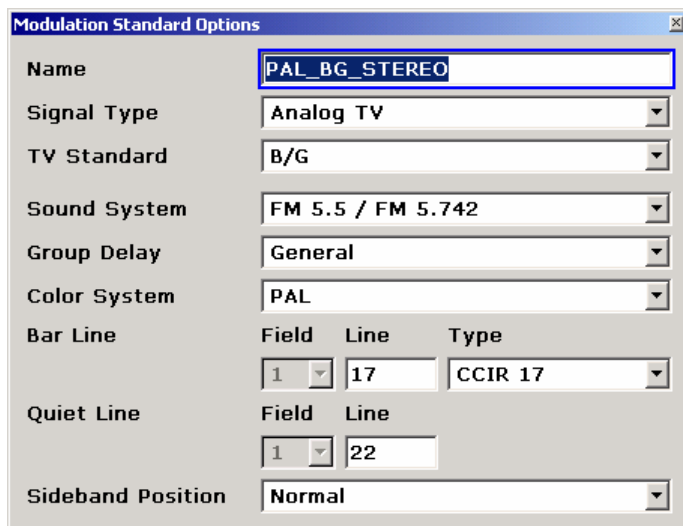 Modulation Standard Options
Name PAL_BG_STEREO
Signal Type Analog TV
TV Standard B/G
Sound System FM 5.5 / FM 5.742
Group Delay General
Color System PAL
Bar Line Field Line Type
1 17 CCIR 17
Quiet Line Field Line
1 22
Sideband Position Normal